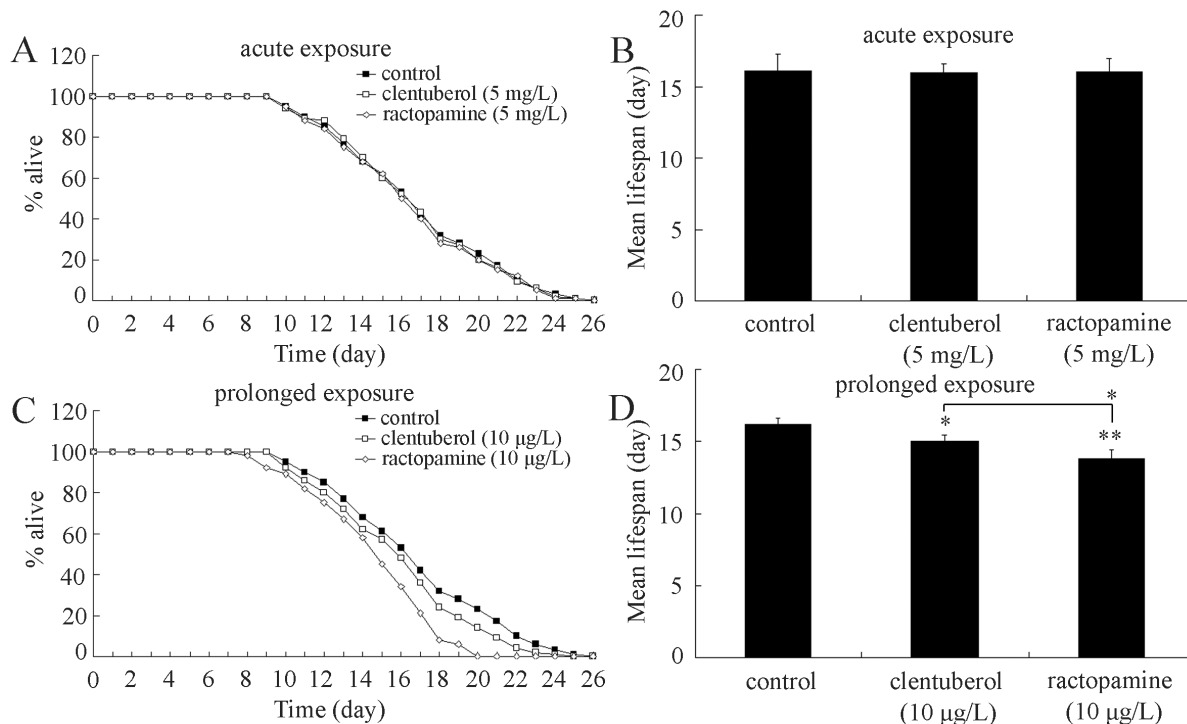 A
acute exposure
control
clentuberol (5 mg/L)
ractopamine (5 mg/L)
% alive
120
100
80
60
40
20
0
0 2 4 6 8 10 12 14 16 18 20 22 24 26
Time (day)
B
acute exposure
Mean lifespan (day)
20
15
10
5
0
control clentuberol ractopamine
(5 mg/L) (5 mg/L)
C
prolonged exposure
control
clentuberol (10 μg/L)
ractopamine (10 μg/L)
% alive
120
100
80
60
40
20
0
0 2 4 6 8 10 12 14 16 18 20 22 24 26
Time (day)
D
prolonged exposure
*
*
**
Mean lifespan (day)
20
15
10
5
0
control clentuberol ractopamine
(10 μg/L) (10 μg/L)